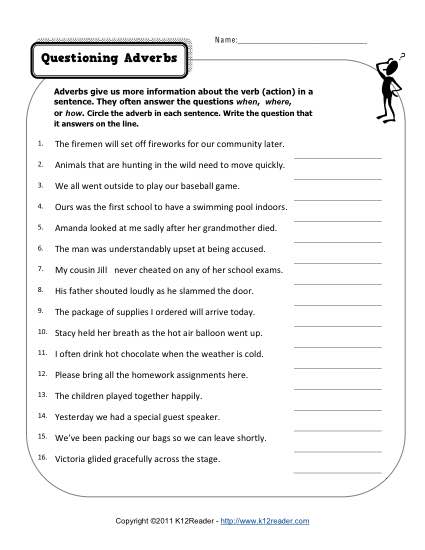 Name:
Questioning Adverbs
?
Adverbs give us more information about the verb (action) in a
sentence. They often answer the questions when, where,
or how. Circle the adverb in each sentence. Write the question that
it answers on the line.
1. The firemen will set off fireworks for our community later.
2. Animals that are hunting in the wild need to move quickly.
3. We all went outside to play our baseball game.
4. Ours was the first school to have a swimming pool indoors.
5. Amanda looked at me sadly after her grandmother died.
6. The man was understandably upset at being accused.
7. My cousin Jill never cheated on any of her school exams.
8. His father shouted loudly as he slammed the door.
9. The package of supplies I ordered will arrive today.
10. Stacy held her breath as the hot air balloon went up.
11. I often drink hot chocolate when the weather is cold.
12. Please bring all the homework assignments here.
13. The children played together happily.
14. Yesterday we had a special guest speaker.
15. We've been packing our bags so we can leave shortly.
16. Victoria glided gracefully across the stage.
Copyright ©2011 K12Reader - http://www.k12reader.com